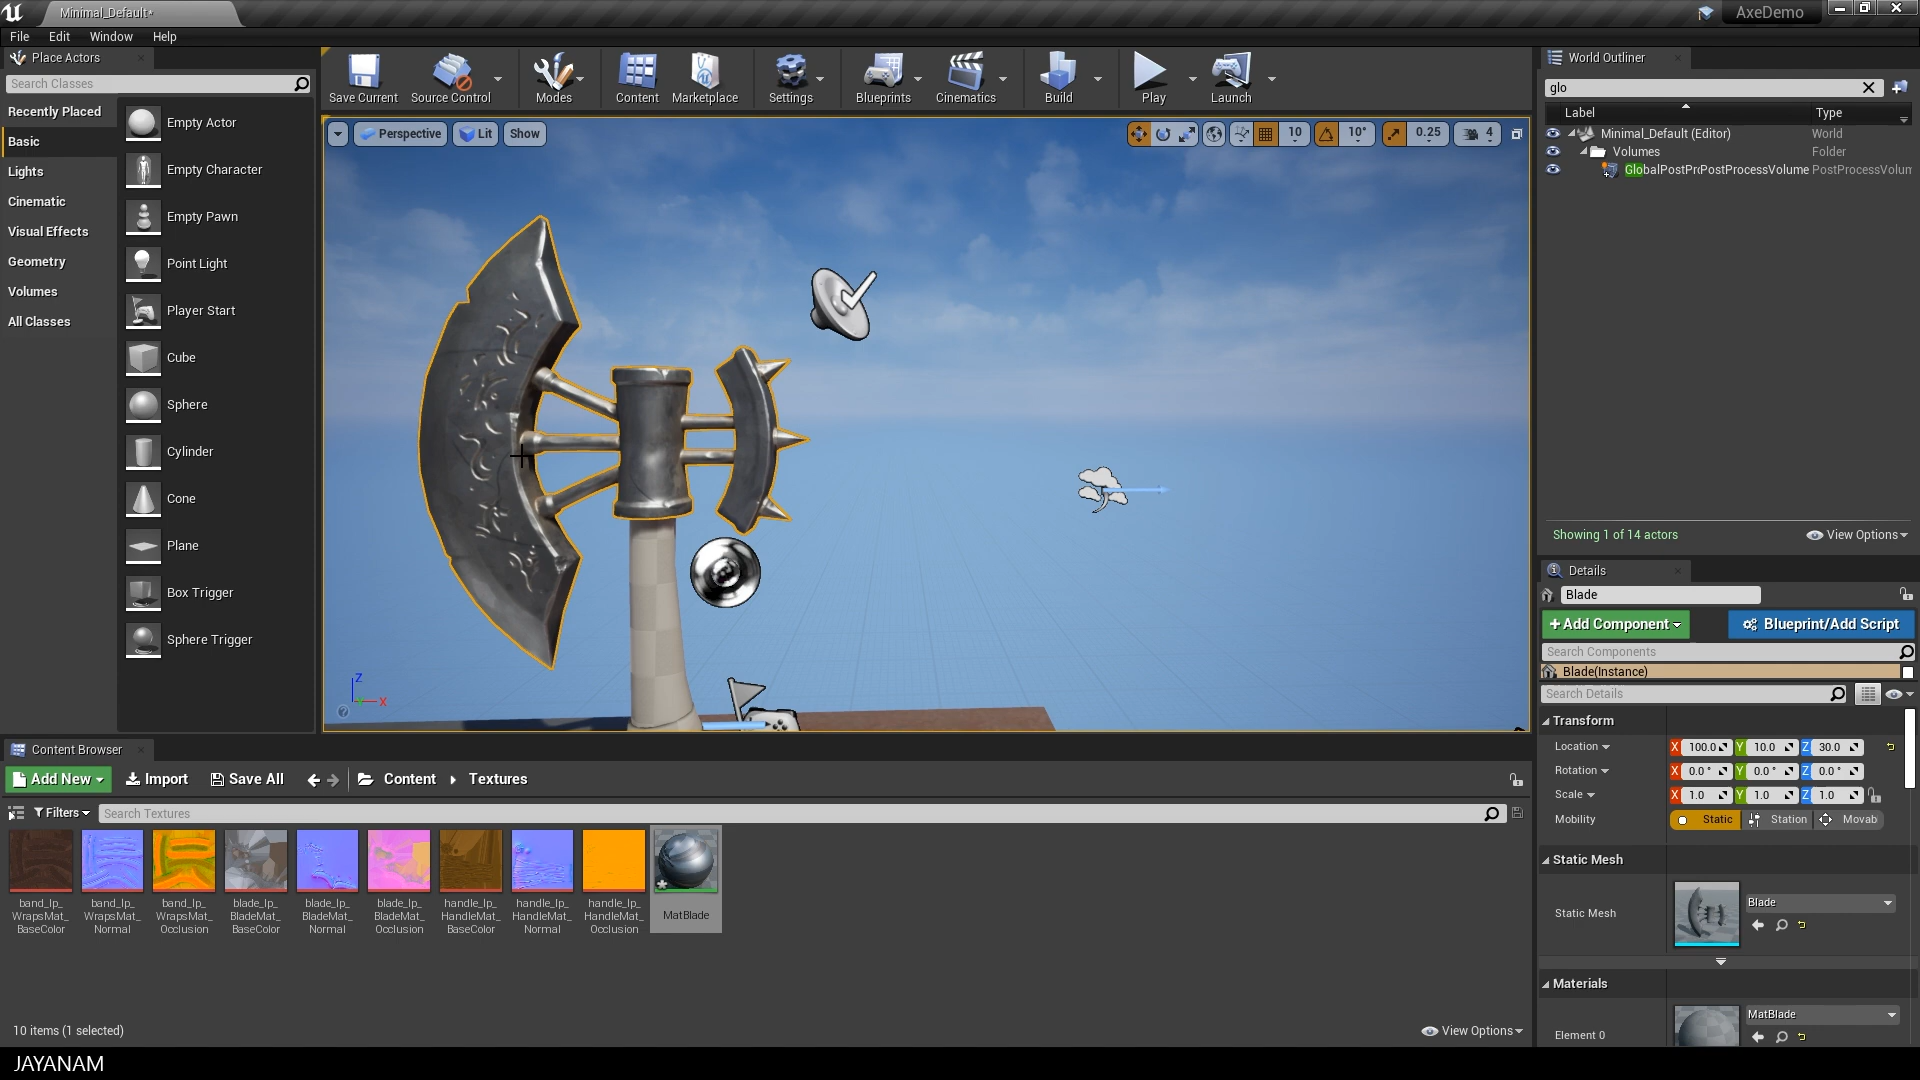 Minimal_Default*
AxeDemo
File Edit Window Help
Place Actors
Search Classes
Recently Placed
Basic
Lights
Cinematic
Visual Effects
Geometry
Volumes
All Classes
Empty Actor
Empty Character
Empty Pawn
Point Light
Player Start
Cube
Sphere
Cylinder
Cone
Plane
Box Trigger
Sphere Trigger
Save Current Source Control Modes Content Marketplace Settings Blueprints Cinematics Build Play Launch
Perspective Lit Show
10 10° 0.25 4
Z
X
World Outliner
glo
Label Type
Minimal_Default (Editor) World
Volumes Folder
GlobalPostPrPostProcessVolume PostProcessVolum
Showing 1 of 14 actors View Options
Details
Blade
+Add Component Blueprint/Add Script
Search Components
Blade(Instance)
Search Details
Transform
Location X 100.0 Y 10.0 Z 30.0
Rotation X 0.0° Y 0.0° Z 0.0°
Scale X 1.0 Y 1.0 Z 1.0
Mobility Static Station Movab
Static Mesh
Static Mesh Blade
Materials
Element 0 MatBlade
Content Browser
Add New Import Save All Content Textures
Filters Search Textures
band_lp_
WrapsMat_
BaseColor
band_lp_
WrapsMat_
Normal
band_lp_
WrapsMat_
Occlusion
blade_lp_
BladeMat_
BaseColor
blade_lp_
BladeMat_
Normal
blade_lp_
BladeMat_
Occlusion
handle_lp_
HandleMat_
BaseColor
handle_lp_
HandleMat_
Normal
handle_lp_
HandleMat_
Occlusion
MatBlade
10 items (1 selected) View Options
JAYANAM